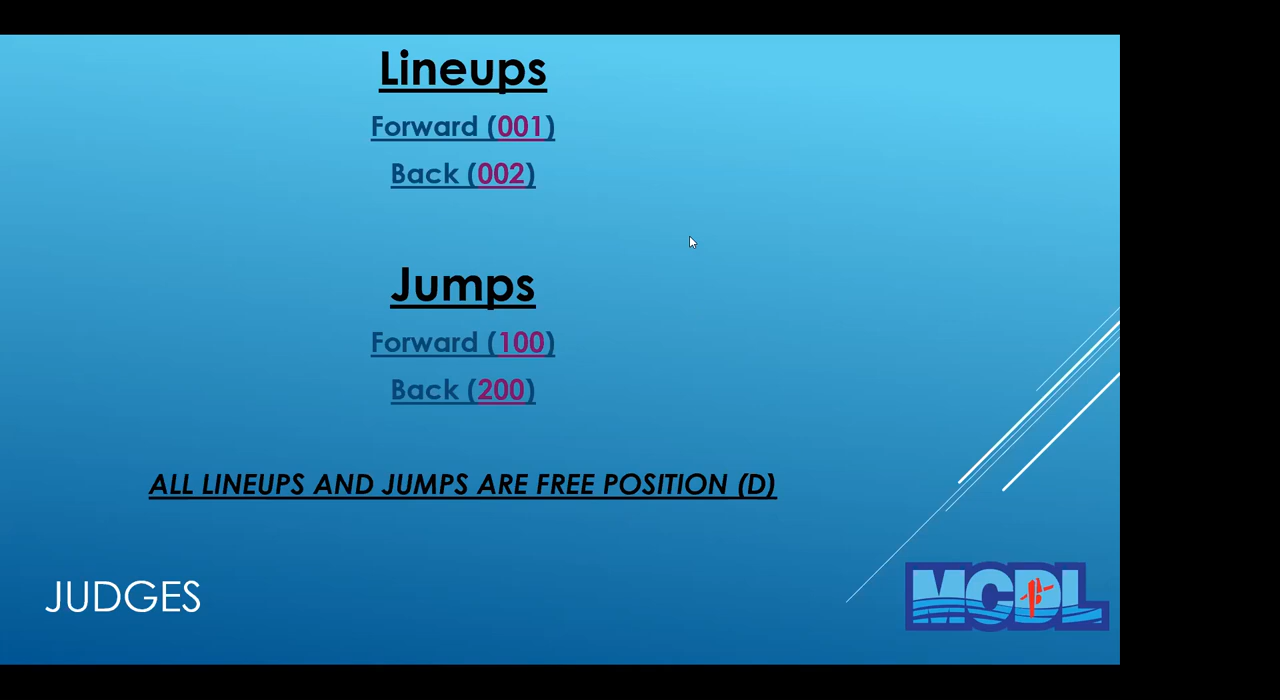 Lineups
Forward (001)
Back (002)
Jumps
Forward (100)
Back (200)
ALL LINEUPS AND JUMPS ARE FREE POSITION (D)
JUDGES
MCDL